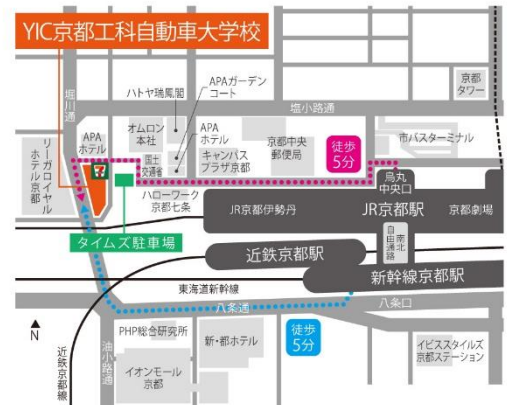 YIC京都工科自動車大学校
堀川通
ハトヤ瑞鳳閣
APAガーデン
コート
京都
タワー
塩小路通
リーガロイヤル
ホテル京都
APA
ホテル
オムロン
本社
APA
ホテル
国土
交通省
キャンパス
プラザ京都
京都中央
郵便局
徒歩
5分
市バスターミナル
烏丸
中央口
7
ハローワーク
京都七条
JR京都伊勢丹
JR京都駅
京都劇場
タイムズ駐車場
近鉄京都駅
南北
自由通路
新幹線京都駅
東海道新幹線
八条通
八条口
N
近鉄京都線
油小路通
PHP総合研究所
新・都ホテル
徒歩
5分
イビススタイルズ
京都ステーション
イオンモール
京都